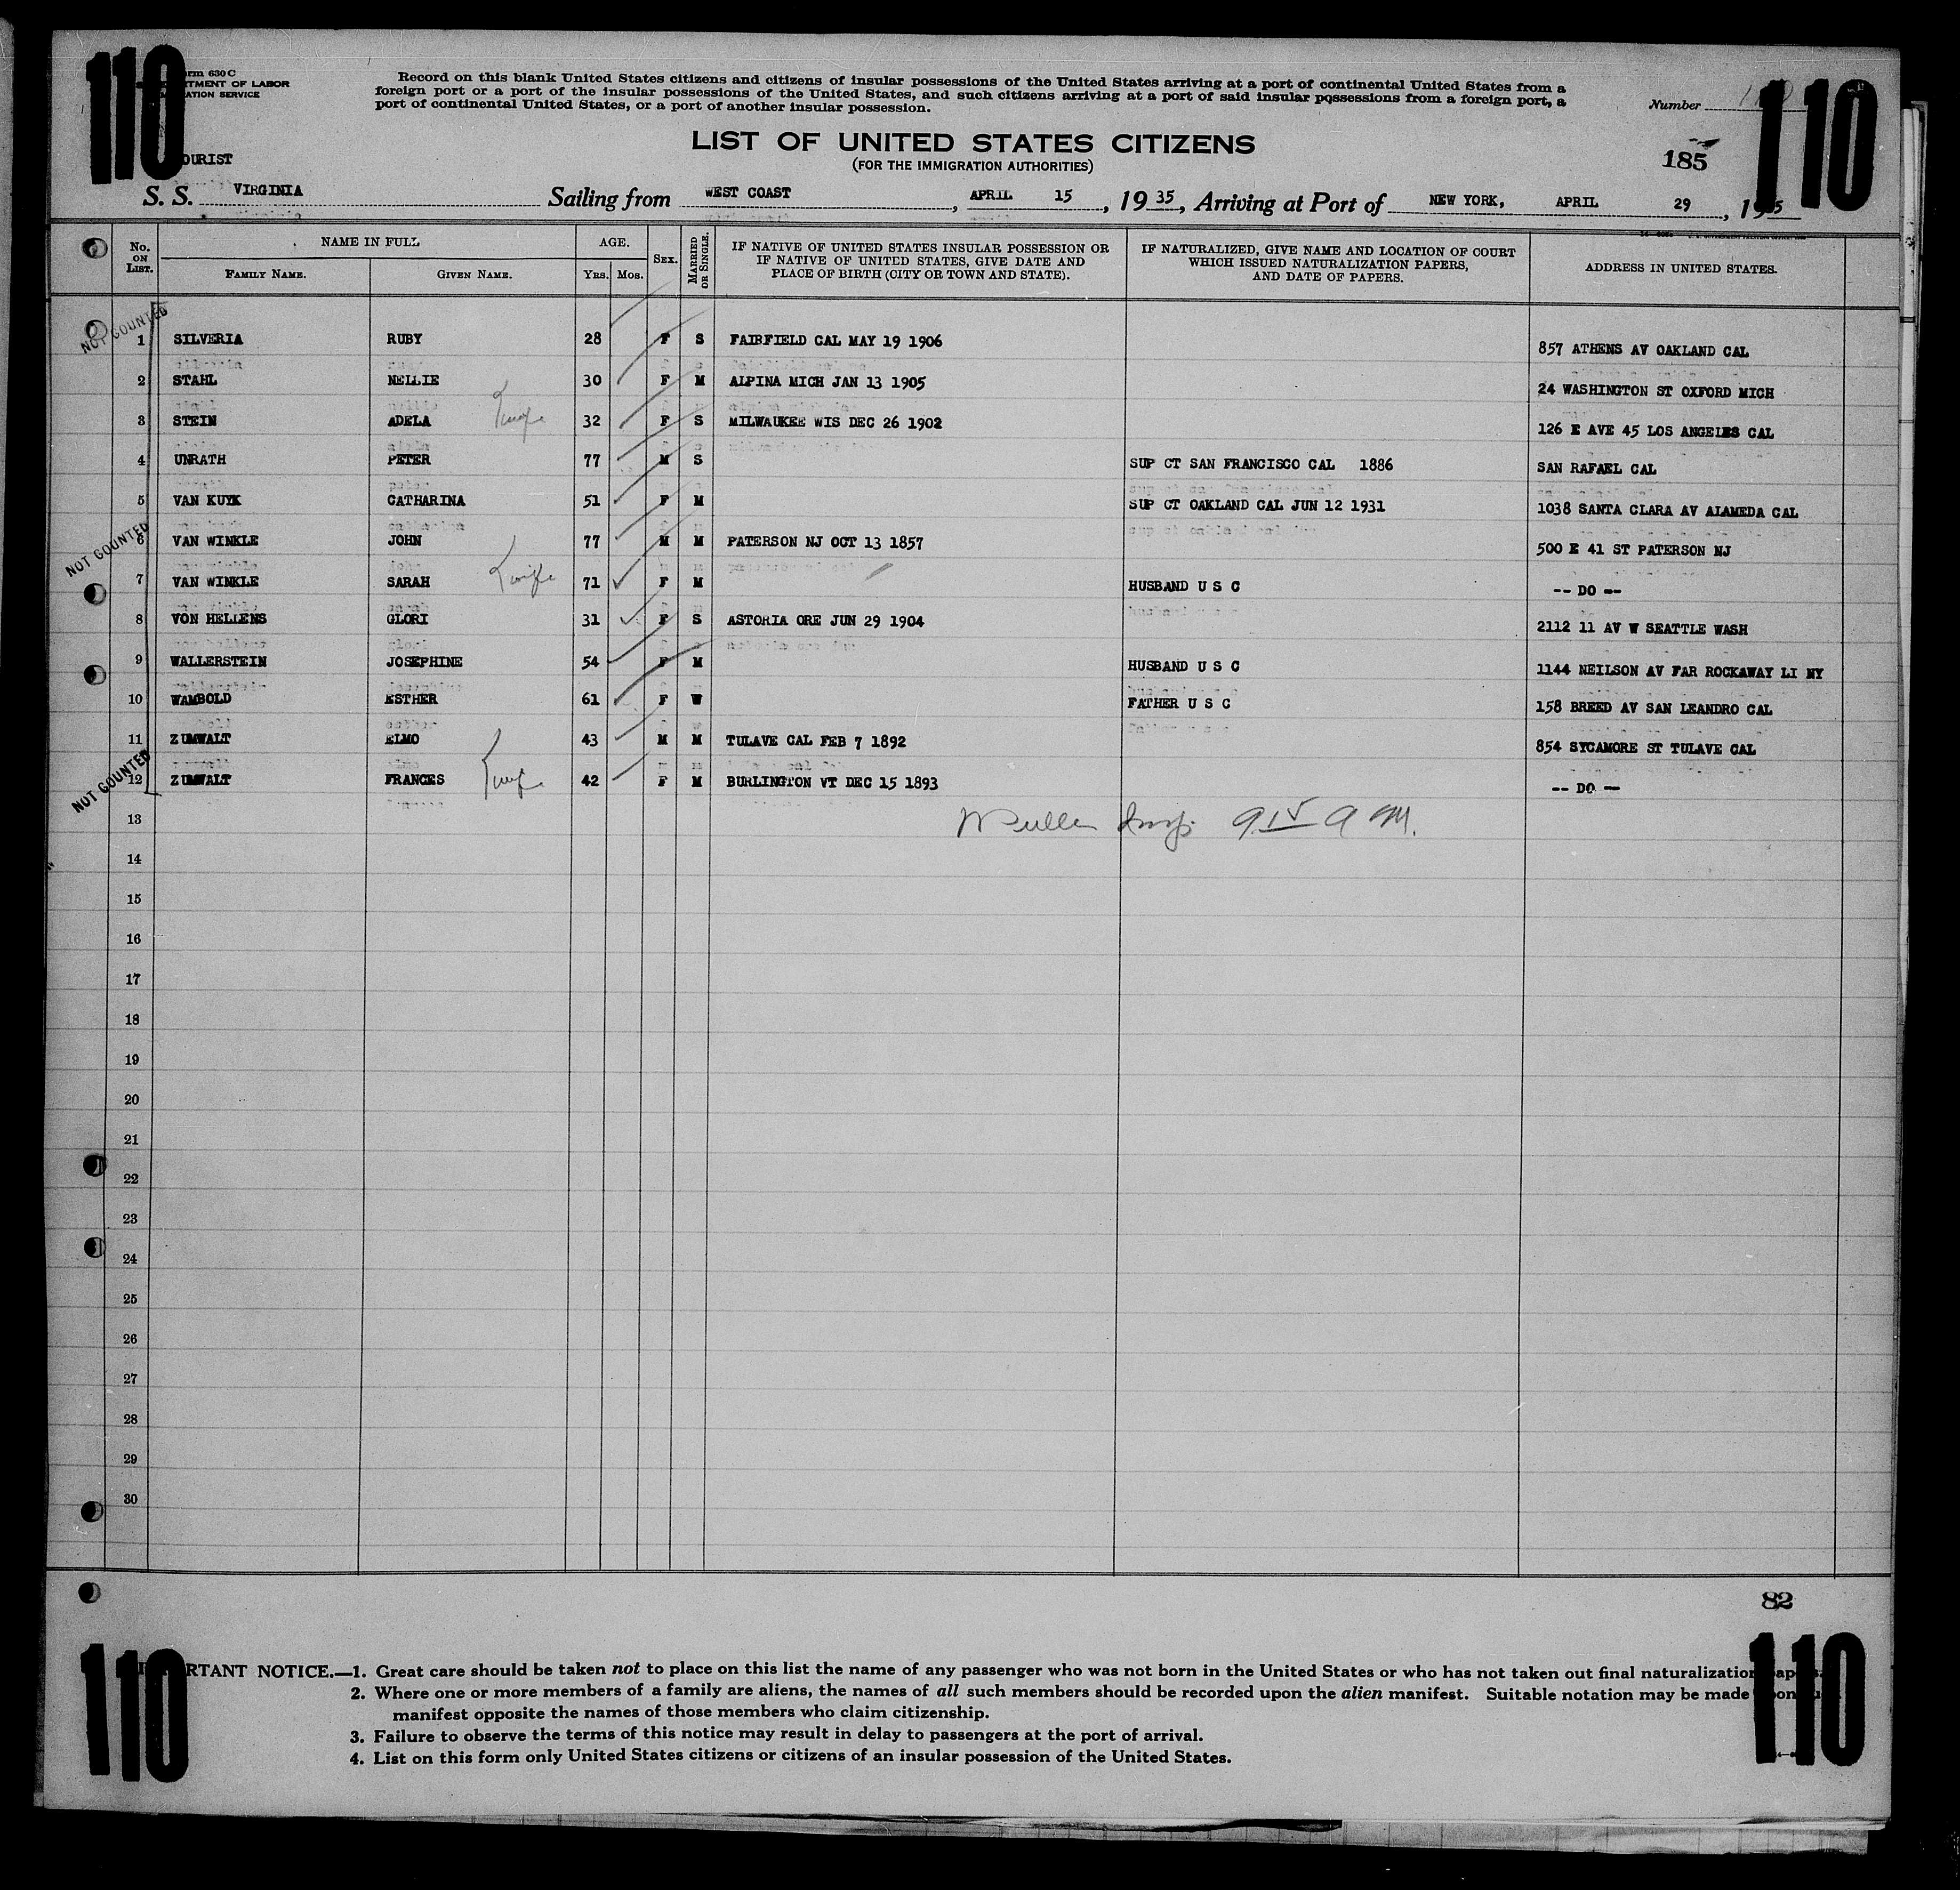 110
110
orm 630 C
RTMENT OF LABOR
RATION SERVICE
Record on this blank United States citizens and citizens of insular possessions of the United States arriving at a port of continental United States from a
foreign port or a port of the insular possessions of the United States, and such citizens arriving at a port of said insular possessions from a foreign port, a
port of continental United States, or a port of another insular possession.
Number
LIST OF UNITED STATES CITIZENS
(FOR THE IMMIGRATION AUTHORITIES)
185
OURIST
S. S. VIRGINIA Sailing from WEST COAST, APRIL 15, 1935, Arriving at Port of NEW YORK, APRIL 29, 1935
No. ON LIST. NAME IN FULL AGE. SEX. MARRIED OR SINGLE. IF NATIVE OF UNITED STATES INSULAR POSSESSION OR IF NATIVE OF UNITED STATES, GIVE DATE AND PLACE OF BIRTH (CITY OR TOWN AND STATE). IF NATURALIZED, GIVE NAME AND LOCATION OF COURT WHICH ISSUED NATURALIZATION PAPERS, AND DATE OF PAPERS. ADDRESS IN UNITED STATES.
FAMILY NAME. GIVEN NAME. YRS. MOS.
NOT COUNTED
1 SILVERIA RUBY 28 F S FAIRFIELD CAL MAY 19 1906 857 ATHENS AV OAKLAND CAL
2 STAHL NELLIE 30 F M ALPINA MICH JAN 13 1905 24 WASHINGTON ST OXFORD MICH
3 STEIN ADELA 32 F S MILWAUKEE WIS DEC 26 1902 126 E AVE 45 LOS ANGELES CAL
4 UNRATH PETER 77 M S SUP CT SAN FRANCISCO CAL 1886 SAN RAFAEL CAL
5 VAN KUYK CATHARINA 51 F M SUP CT OAKLAND CAL JUN 12 1931 1038 SANTA CLARA AV ALAMEDA CAL
NOT COUNTED
6 VAN WINKLE JOHN 77 M M PATERSON NJ OCT 13 1857 500 E 41 ST PATERSON NJ
7 VAN WINKLE SARAH wife 71 F M HUSBAND U S C -- DO --
8 VON HELLENS GLORI 31 F S ASTORIA ORE JUN 29 1904 2112 11 AV W SEATTLE WASH
9 WALLERSTEIN JOSEPHINE 54 F M HUSBAND U S C 1144 NEILSON AV FAR ROCKAWAY LI NY
10 WAMBOLD ESTHER 61 F W FATHER U S C 158 BREED AV SAN LEANDRO CAL
11 ZUMWALT ELMO 43 M M TULAVE CAL FEB 7 1892 854 SYCAMORE ST TULAVE CAL
NOT COUNTED
12 ZUMWALT FRANCES 42 F M BURLINGTON VT DEC 15 1893 -- DO --
13 9.15 A M.
14
15
16
17
18
19
20
21
22
23
24
25
26
27
28
29
30
82
110
110
RTANT NOTICE.—1. Great care should be taken not to place on this list the name of any passenger who was not born in the United States or who has not taken out final naturalization
2. Where one or more members of a family are aliens, the names of all such members should be recorded upon the alien manifest. Suitable notation may be made
manifest opposite the names of those members who claim citizenship.
3. Failure to observe the terms of this notice may result in delay to passengers at the port of arrival.
4. List on this form only United States citizens or citizens of an insular possession of the United States.